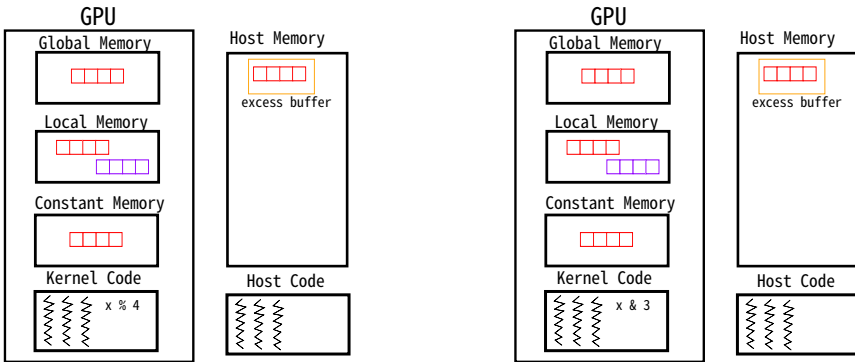 GPU
Global Memory
Host Memory
excess buffer
Local Memory
Constant Memory
Kernel Code
x % 4
Host Code
GPU
Global Memory
Host Memory
excess buffer
Local Memory
Constant Memory
Kernel Code
x & 3
Host Code